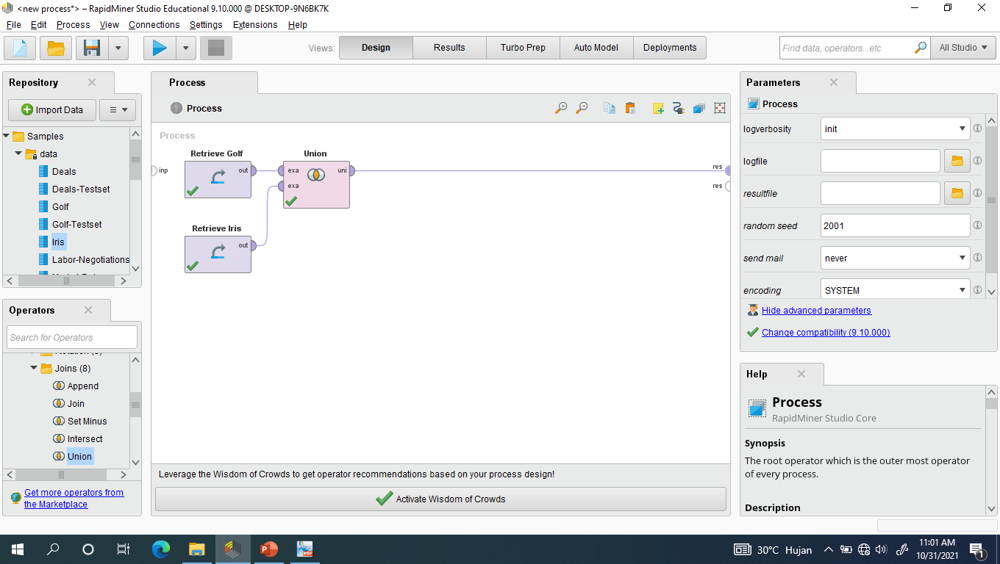 <new process*> – RapidMiner Studio Educational 9.10.000 @ DESKTOP-9N6BK7K
File Edit Process View Connections Settings Extensions Help
Views: Design Results Turbo Prep Auto Model Deployments
Find data, operators...etc
All Studio
Repository
Import Data
Samples
data
Deals
Deals-Testset
Golf
Golf-Testset
Iris
Labor-Negotiations
Operators
Search for Operators
Joins (8)
Append
Join
Set Minus
Intersect
Union
Get more operators from
the Marketplace
Process
Process
Process
inp
Retrieve Golf
out
Union
exa
exa
uni
Retrieve Iris
out
res
res
Leverage the Wisdom of Crowds to get operator recommendations based on your process design!
Activate Wisdom of Crowds
Parameters
Process
logverbosity init
logfile
resultfile
random seed 2001
send mail never
encoding SYSTEM
Hide advanced parameters
Change compatibility (9.10.000)
Help
Process
RapidMiner Studio Core
Synopsis
The root operator which is the outer most operator
of every process.
Description
30°C Hujan
11:01 AM
10/31/2021
1